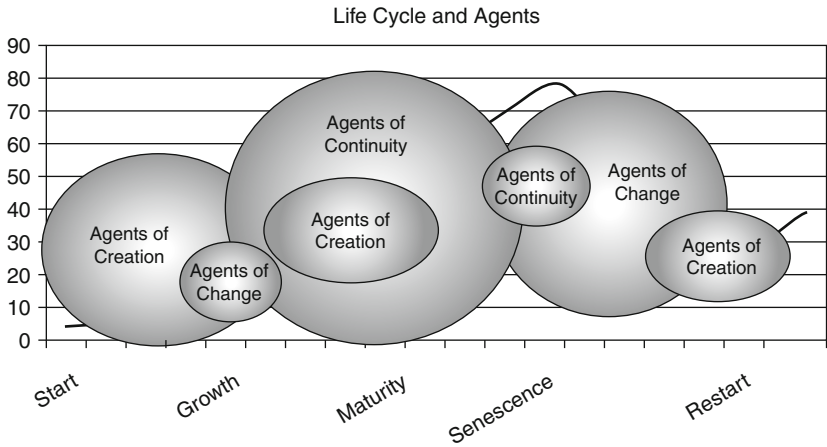 Life Cycle and Agents
90
80
70
60
50
40
30
20
10
0
Agents of
Creation
Agents of
Change
Agents of
Continuity
Agents of
Creation
Agents of
Continuity
Agents of
Change
Agents of
Creation
Start
Growth
Maturity
Senescence
Restart